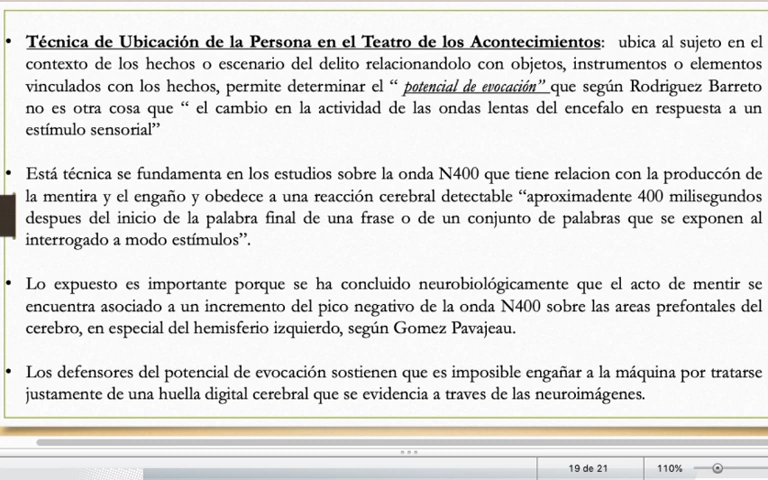 • Técnica de Ubicación de la Persona en el Teatro de los Acontecimientos: ubica al sujeto en el
contexto de los hechos o escenario del delito relacionandolo con objetos, instrumentos o elementos
vinculados con los hechos, permite determinar el “ potencial de evocación” que según Rodriguez Barreto
no es otra cosa que “ el cambio en la actividad de las ondas lentas del encefalo en respuesta a un
estímulo sensorial”
• Está técnica se fundamenta en los estudios sobre la onda N400 que tiene relacion con la produccón de
la mentira y el engaño y obedece a una reacción cerebral detectable “aproximadente 400 milisegundos
despues del inicio de la palabra final de una frase o de un conjunto de palabras que se exponen al
interrogado a modo estímulos”.
• Lo expuesto es importante porque se ha concluido neurobiológicamente que el acto de mentir se
encuentra asociado a un incremento del pico negativo de la onda N400 sobre las areas prefontales del
cerebro, en especial del hemisferio izquierdo, según Gomez Pavajeau.
• Los defensores del potencial de evocación sostienen que es imposible engañar a la máquina por tratarse
justamente de una huella digital cerebral que se evidencia a traves de las neuroimágenes.
19 de 21 110%